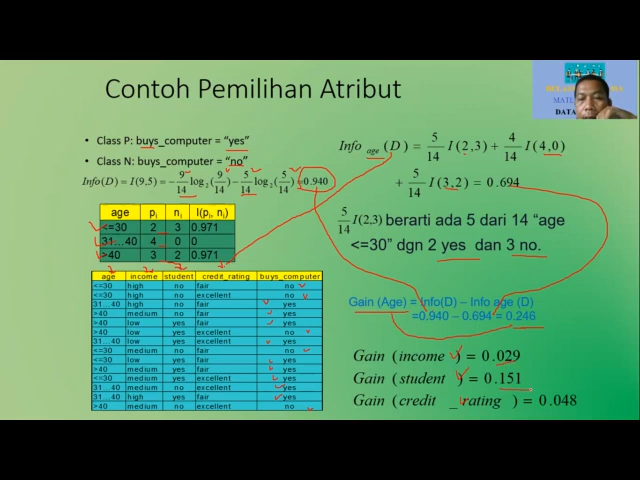 Contoh Pemilihan Atribut
Class P: buys_computer = “yes”
Class N: buys_computer = “no”
Info(D) = I(9,5) = − 9/14 log2(9/14) − 5/14 log2(5/14) = 0.940
age pi ni I(pi, ni)
<=30 2 3 0.971
31…40 4 0 0
>40 3 2 0.971
age income student credit_rating buys_computer
<=30 high no fair no
<=30 high no excellent no
31…40 high no fair yes
>40 medium no fair yes
>40 low yes fair yes
>40 low yes excellent no
31…40 low yes excellent yes
<=30 medium no fair no
<=30 low yes fair yes
>40 medium yes fair yes
<=30 medium yes excellent yes
31…40 medium no excellent yes
31…40 high yes fair yes
>40 medium no excellent no
Info age (D) = 5/14 I(2,3) + 4/14 I(4,0)
+ 5/14 I(3,2) = 0.694
5/14 I(2,3) berarti ada 5 dari 14 “age
<=30” dgn 2 yes dan 3 no.
Gain (Age) = Info(D) – Info age (D)
=0.940 – 0.694 = 0.246
Gain (income ) = 0.029
Gain (student ) = 0.151
Gain (credit _ rating ) = 0.048
DATA